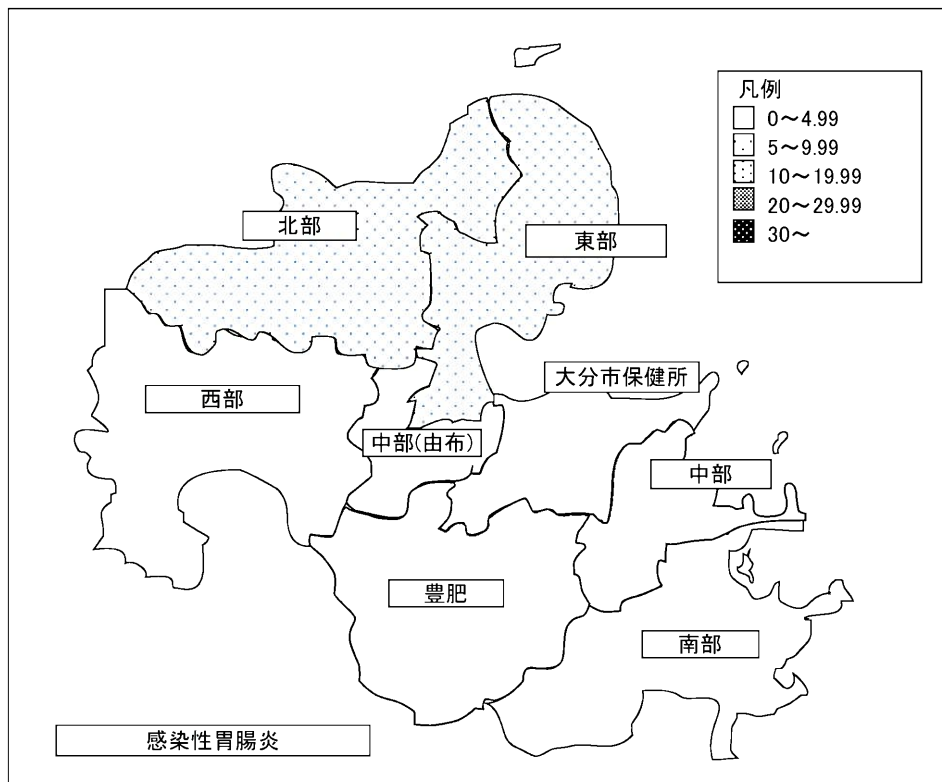 凡例
0～4.99
5～9.99
10～19.99
20～29.99
30～
北部
東部
大分市保健所
西部
中部(由布)
中部
豊肥
南部
感染性胃腸炎